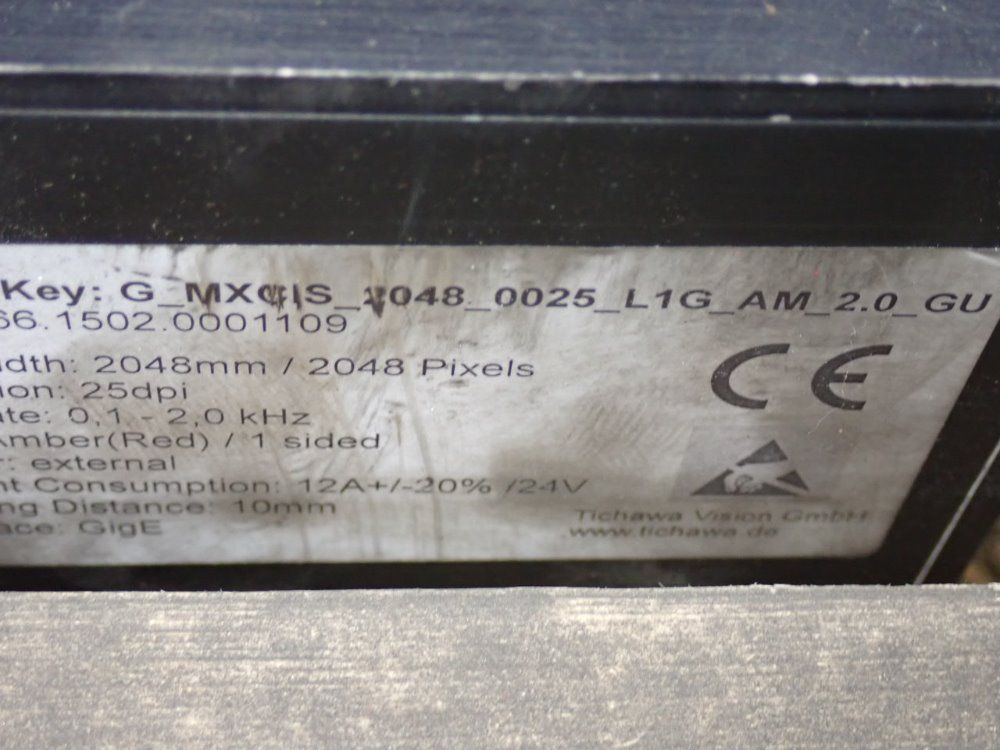 Key: G_MXCIS_2048_0025_L1G_AM_2.0_GU
66.1502.0001109
idth: 2048mm / 2048 Pixels
ion: 25dpi
ate: 0,1 - 2,0 kHz
Amber(Red) / 1 sided
r: external
nt Consumption: 12A+/-20% /24V
ng Distance: 10mm
ace: GigE
CE
Tichawa Vision GmbH
www.tichawa.de